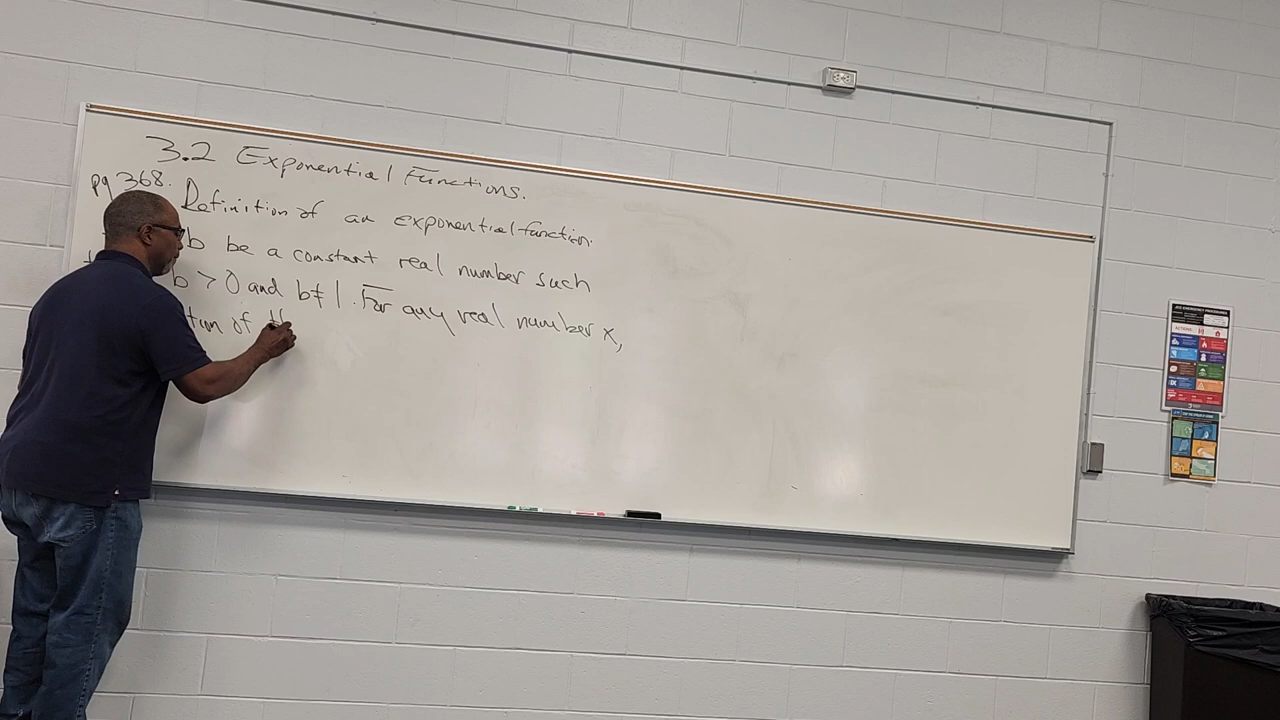 3.2 Exponential Functions.
pg 368. Definition of an exponential function.
b be a constant real number such
b > 0 and b ≠ 1. For any real number x,
of